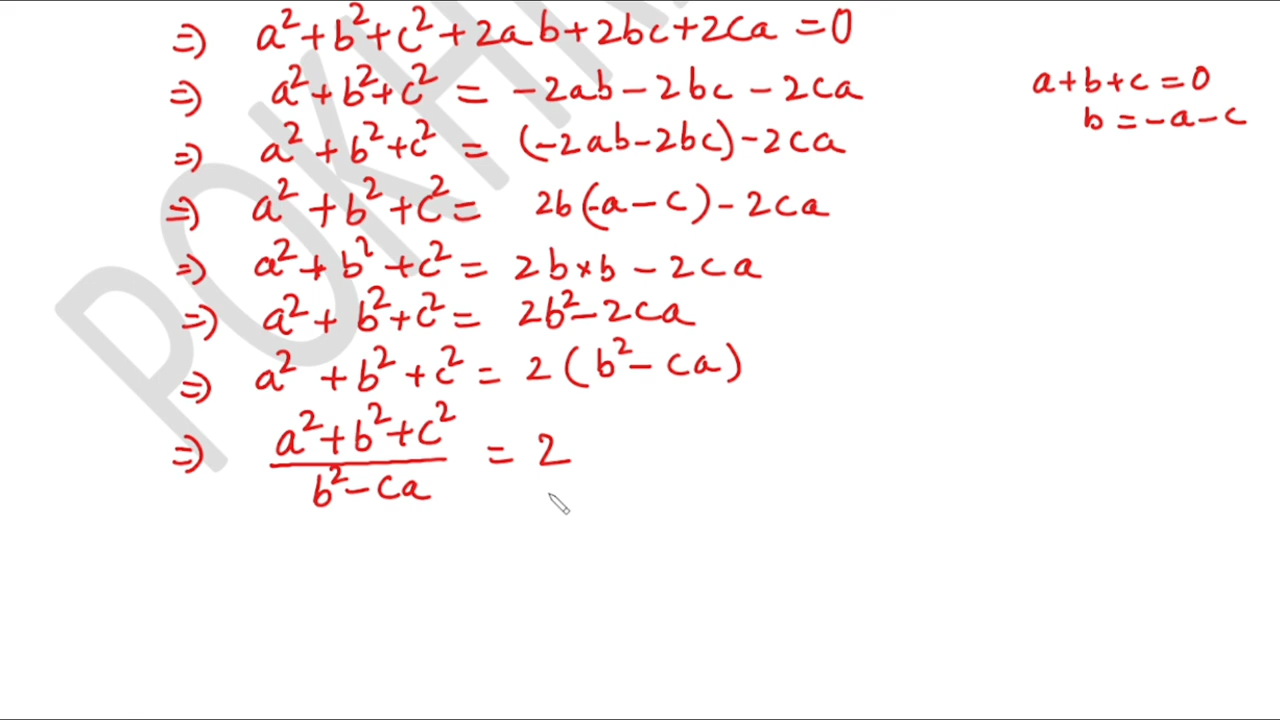 ⇒ a²+b²+c²+2ab+2bc+2ca =0
⇒ a²+b²+c² = -2ab-2bc-2ca
a+b+c=0
b=-a-c
⇒ a²+b²+c² = (-2ab-2bc)-2ca
⇒ a²+b²+c²= 2b(-a-c)-2ca
⇒ a²+b²+c²= 2b×b-2ca
⇒ a²+b²+c²= 2b²-2ca
⇒ a²+b²+c²= 2(b²-ca)
⇒ a²+b²+c² / b²-ca = 2